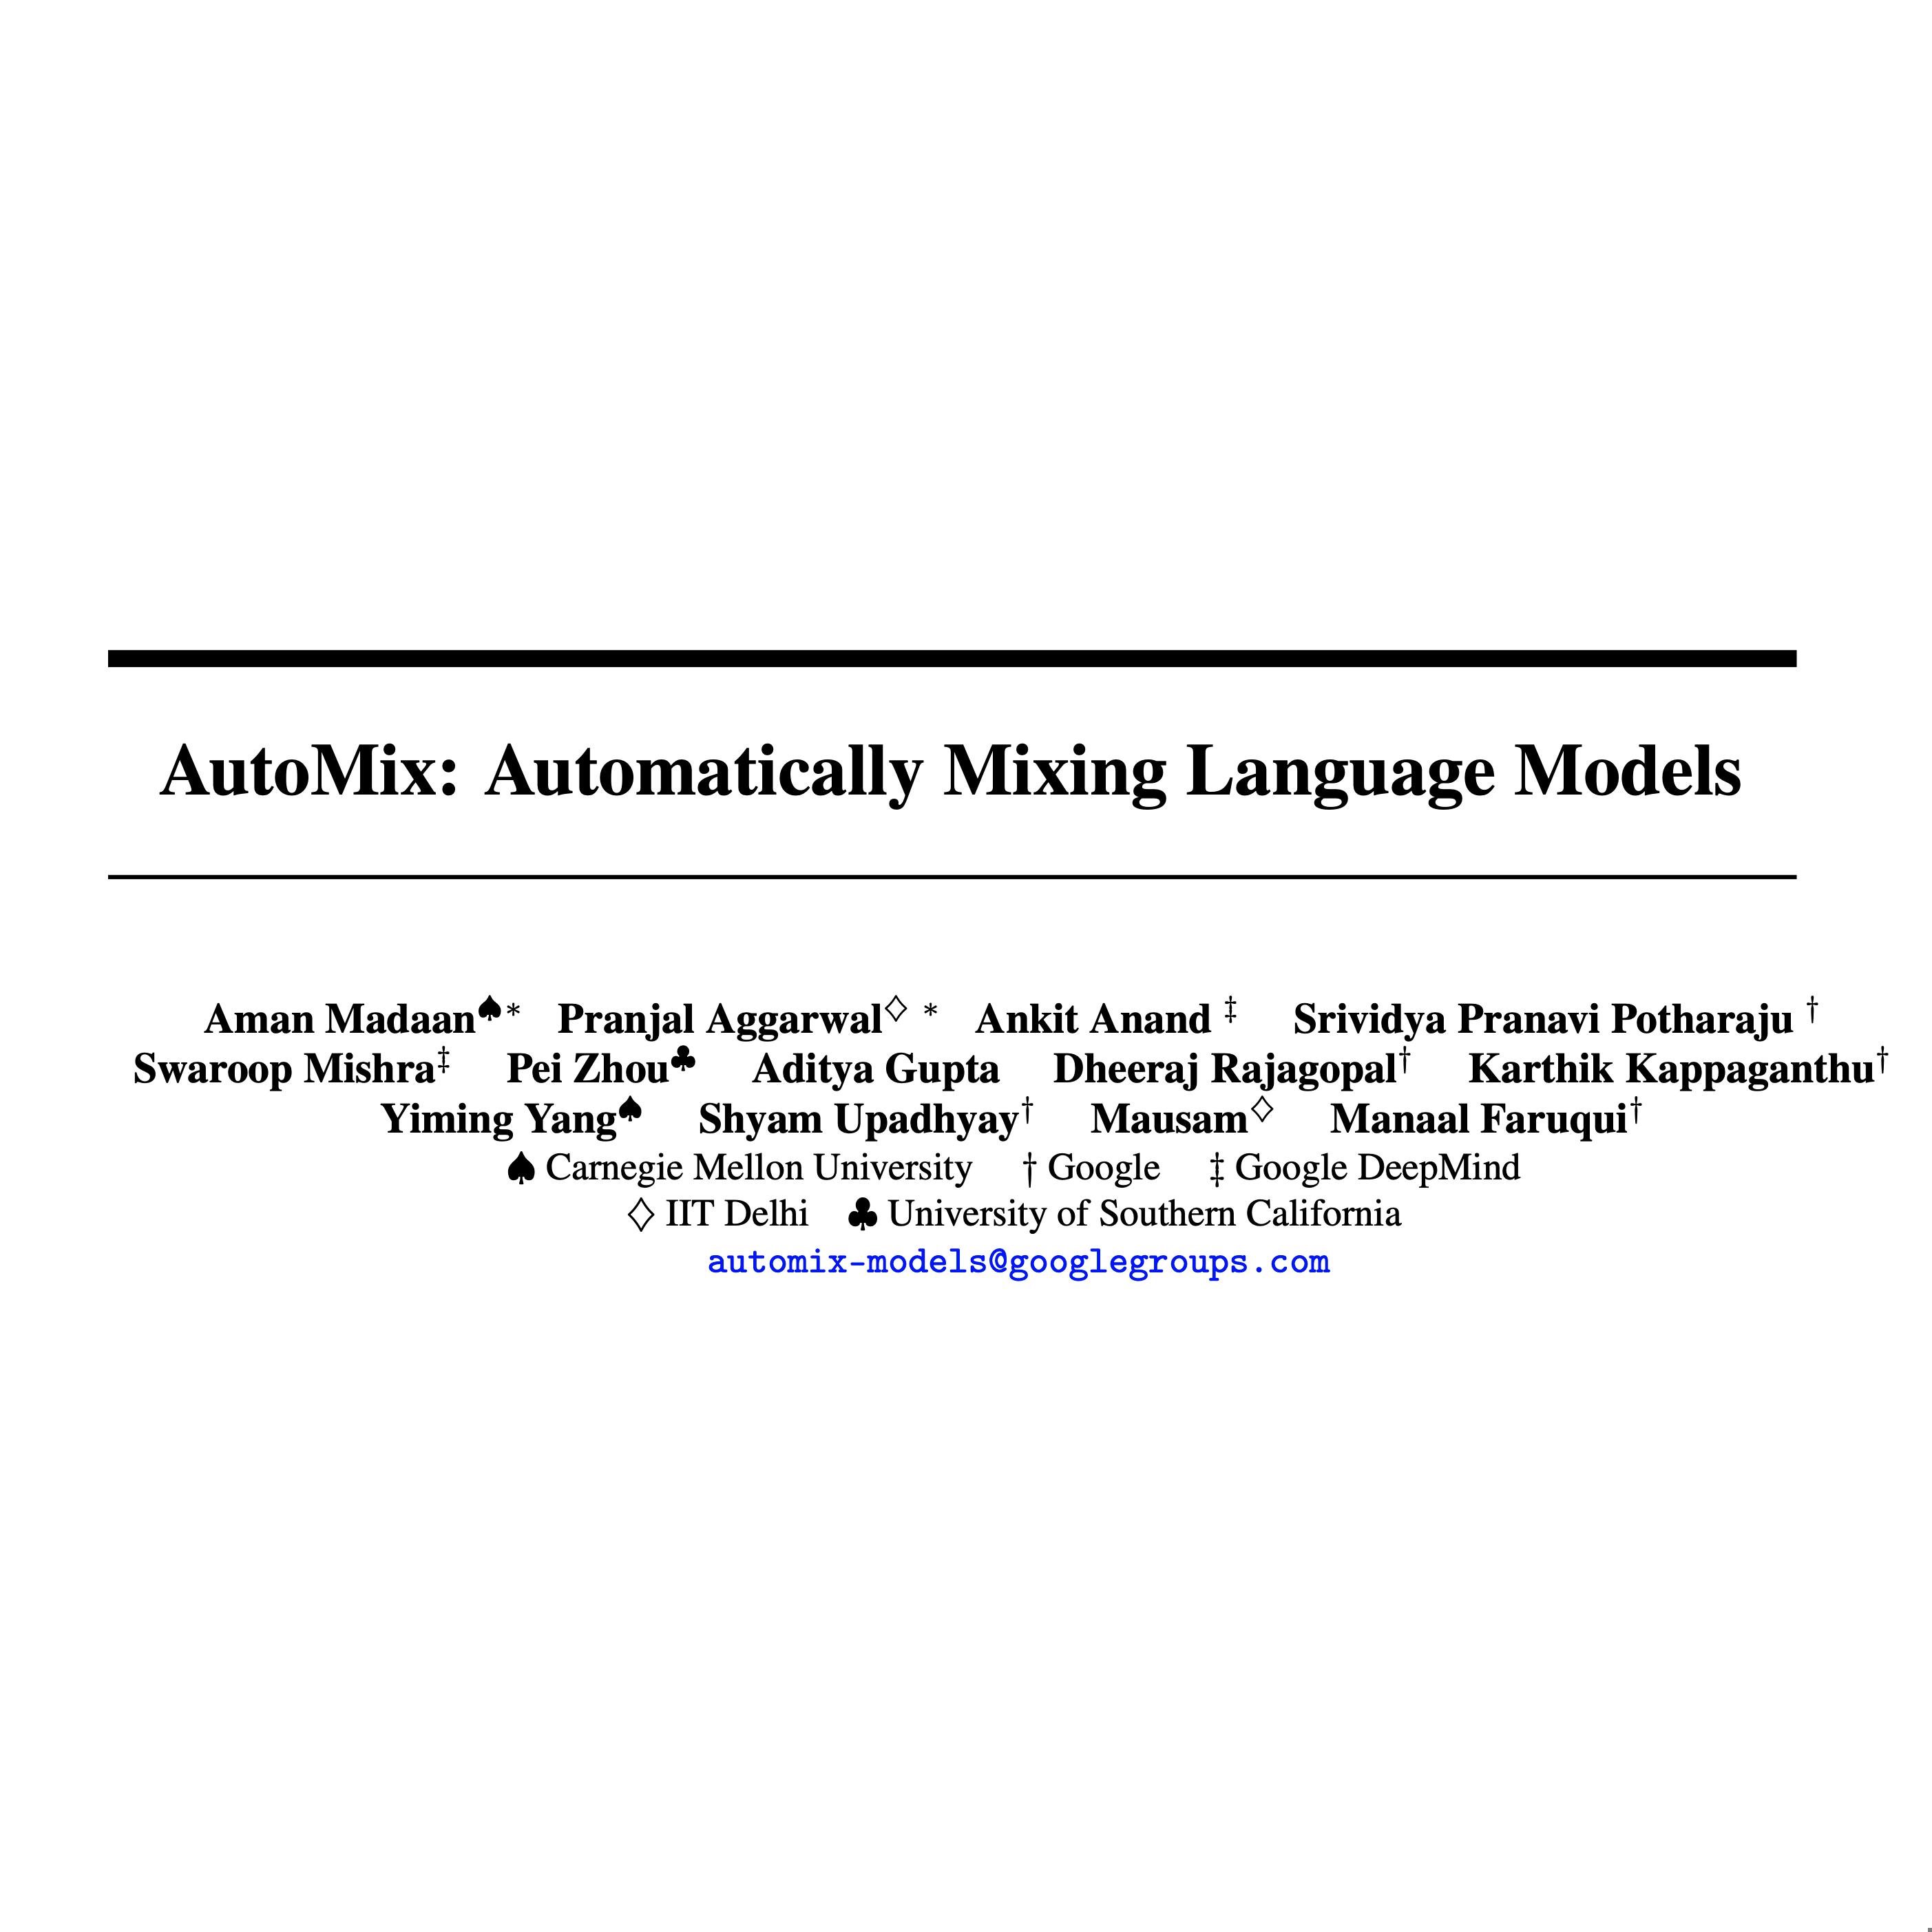 AutoMix: Automatically Mixing Language Models
Aman Madaan♠* Pranjal Aggarwal♢ * Ankit Anand ‡ Srividya Pranavi Potharaju †
Swaroop Mishra‡ Pei Zhou♣ Aditya Gupta Dheeraj Rajagopal† Karthik Kappaganthu†
Yiming Yang♠ Shyam Upadhyay† Mausam♢ Manaal Faruqui†
♠ Carnegie Mellon University † Google ‡ Google DeepMind
♢ IIT Delhi ♣ University of Southern California
automix-models@googlegroups.com